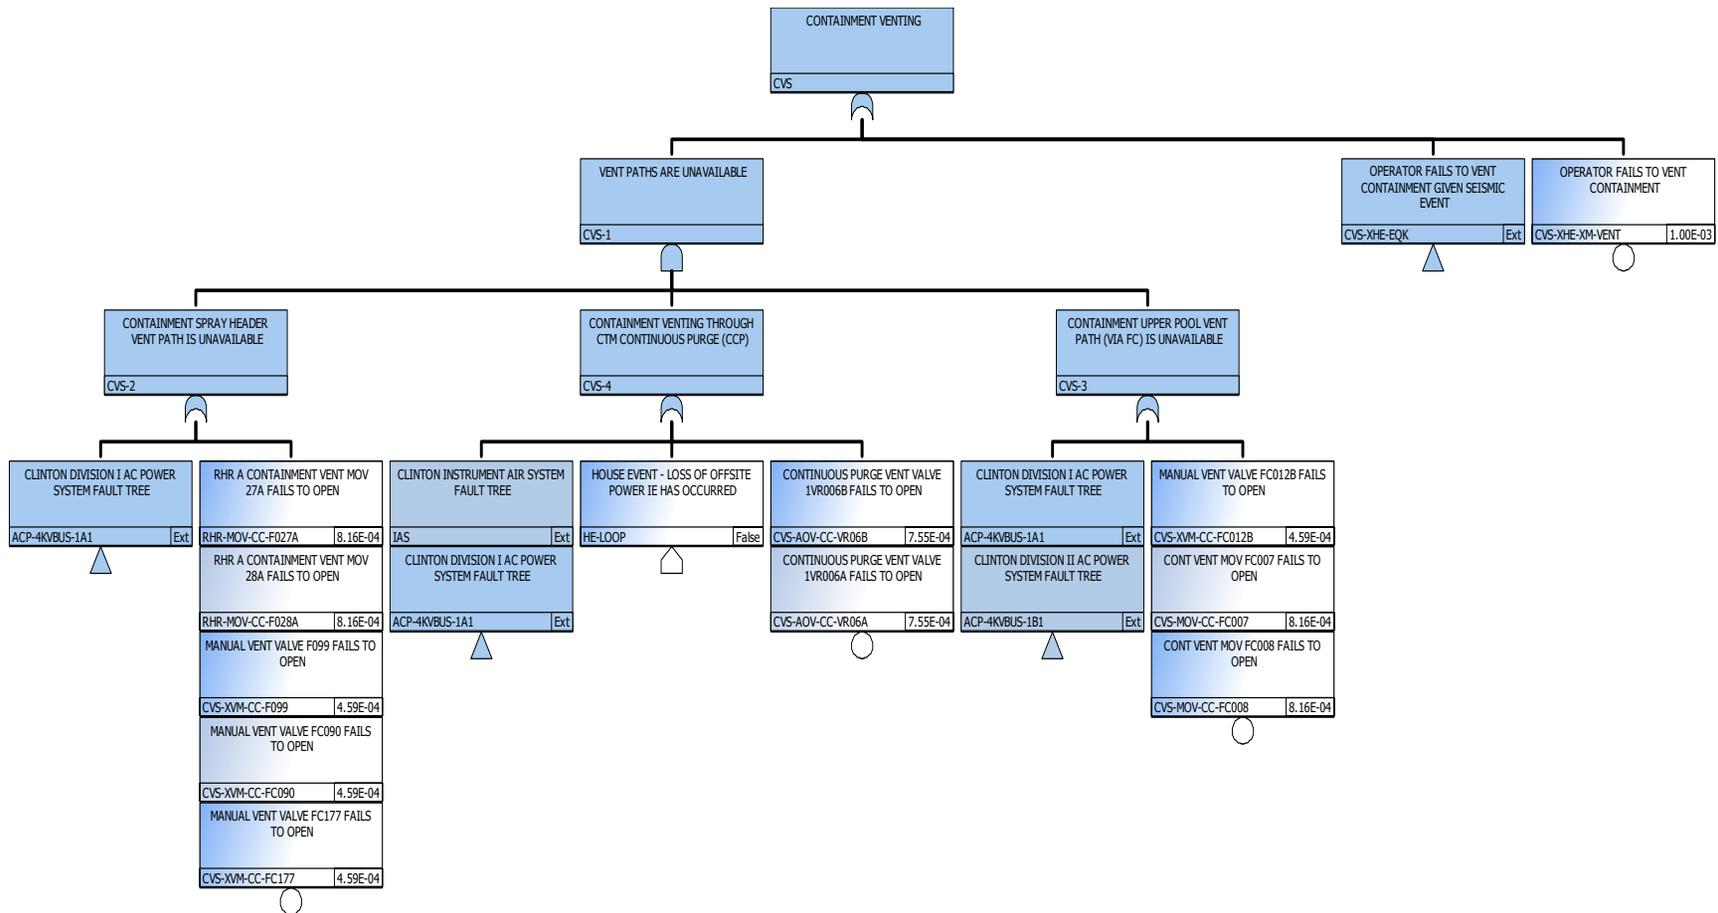 CONTAINMENT VENTING
CVS
VENT PATHS ARE UNAVAILABLE
CVS-1
OPERATOR FAILS TO VENT
CONTAINMENT GIVEN SEISMIC
EVENT
CVS-XHE-EQK Ext
OPERATOR FAILS TO VENT
CONTAINMENT
CVS-XHE-XM-VENT 1.00E-03
CONTAINMENT SPRAY HEADER
VENT PATH IS UNAVAILABLE
CVS-2
CONTAINMENT VENTING THROUGH
CTM CONTINUOUS PURGE (CCP)
CVS-4
CONTAINMENT UPPER POOL VENT
PATH (VIA FC) IS UNAVAILABLE
CVS-3
CLINTON DIVISION I AC POWER
SYSTEM FAULT TREE
ACP-4KVBUS-1A1 Ext
RHR A CONTAINMENT VENT MOV
27A FAILS TO OPEN
RHR-MOV-CC-F027A 8.16E-04
RHR A CONTAINMENT VENT MOV
28A FAILS TO OPEN
RHR-MOV-CC-F028A 8.16E-04
MANUAL VENT VALVE F099 FAILS TO
OPEN
CVS-XVM-CC-F099 4.59E-04
MANUAL VENT VALVE FC090 FAILS
TO OPEN
CVS-XVM-CC-FC090 4.59E-04
MANUAL VENT VALVE FC177 FAILS
TO OPEN
CVS-XVM-CC-FC177 4.59E-04
CLINTON INSTRUMENT AIR SYSTEM
FAULT TREE
IAS Ext
CLINTON DIVISION I AC POWER
SYSTEM FAULT TREE
ACP-4KVBUS-1A1 Ext
HOUSE EVENT - LOSS OF OFFSITE
POWER IE HAS OCCURRED
HE-LOOP False
CONTINUOUS PURGE VENT VALVE
1VR006B FAILS TO OPEN
CVS-AOV-CC-VR06B 7.55E-04
CONTINUOUS PURGE VENT VALVE
1VR006A FAILS TO OPEN
CVS-AOV-CC-VR06A 7.55E-04
CLINTON DIVISION I AC POWER
SYSTEM FAULT TREE
ACP-4KVBUS-1A1 Ext
CLINTON DIVISION II AC POWER
SYSTEM FAULT TREE
ACP-4KVBUS-1B1 Ext
MANUAL VENT VALVE FC012B FAILS
TO OPEN
CVS-XVM-CC-FC012B 4.59E-04
CONT VENT MOV FC007 FAILS TO
OPEN
CVS-MOV-CC-FC007 8.16E-04
CONT VENT MOV FC008 FAILS TO
OPEN
CVS-MOV-CC-FC008 8.16E-04